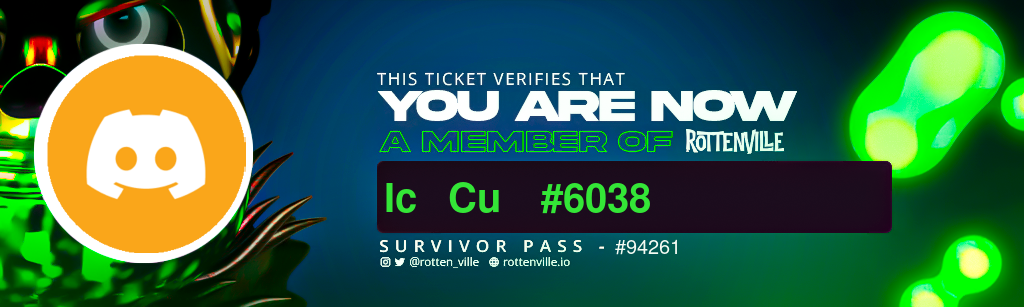 THIS TICKET VERIFIES THAT
YOU ARE NOW
A MEMBER OF ROTTENVILLE
Ic Cu #6038
SURVIVOR PASS - #94261
@rotten_ville rottenville.io